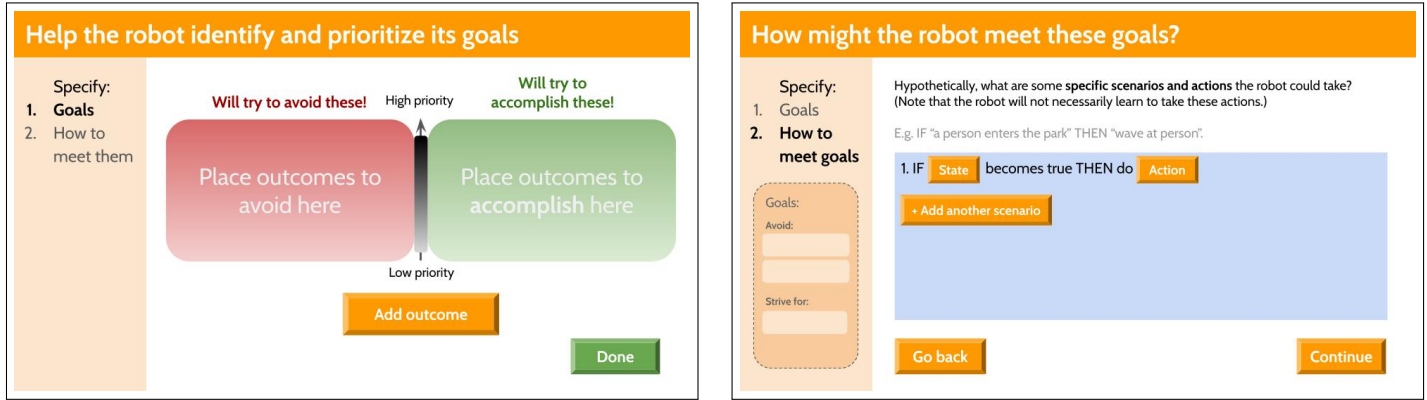 Help the robot identify and prioritize its goals
Specify:
1. Goals
2. How to
meet them
Will try to avoid these!
High priority
Will try to
accomplish these!
Place outcomes to
avoid here
Place outcomes to
accomplish here
Low priority
Add outcome
Done
How might the robot meet these goals?
Specify:
1. Goals
2. How to
meet goals
Goals:
Avoid:
Strive for:
Hypothetically, what are some specific scenarios and actions the robot could take?
(Note that the robot will not necessarily learn to take these actions.)
E.g. IF “a person enters the park” THEN “wave at person”.
1. IF State becomes true THEN do Action
+ Add another scenario
Go back
Continue